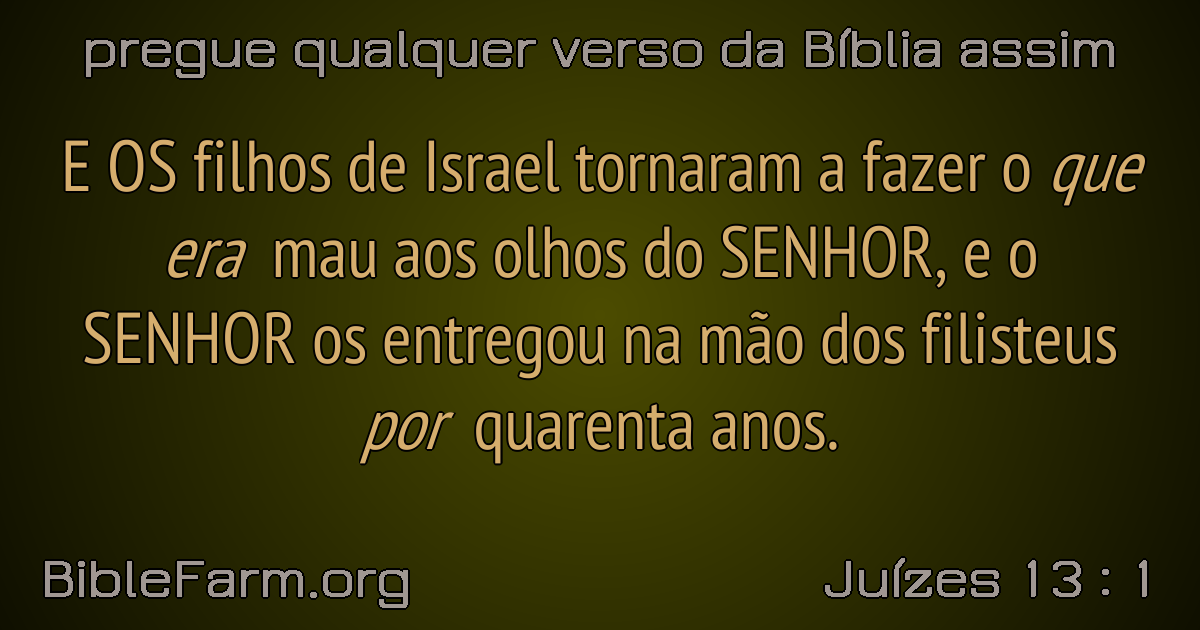 pregue qualquer verso da Bíblia assim
E OS filhos de Israel tornaram a fazer o que
era mau aos olhos do SENHOR, e o
SENHOR os entregou na mão dos filisteus
por quarenta anos.
BibleFarm.org
Juízes 13 : 1